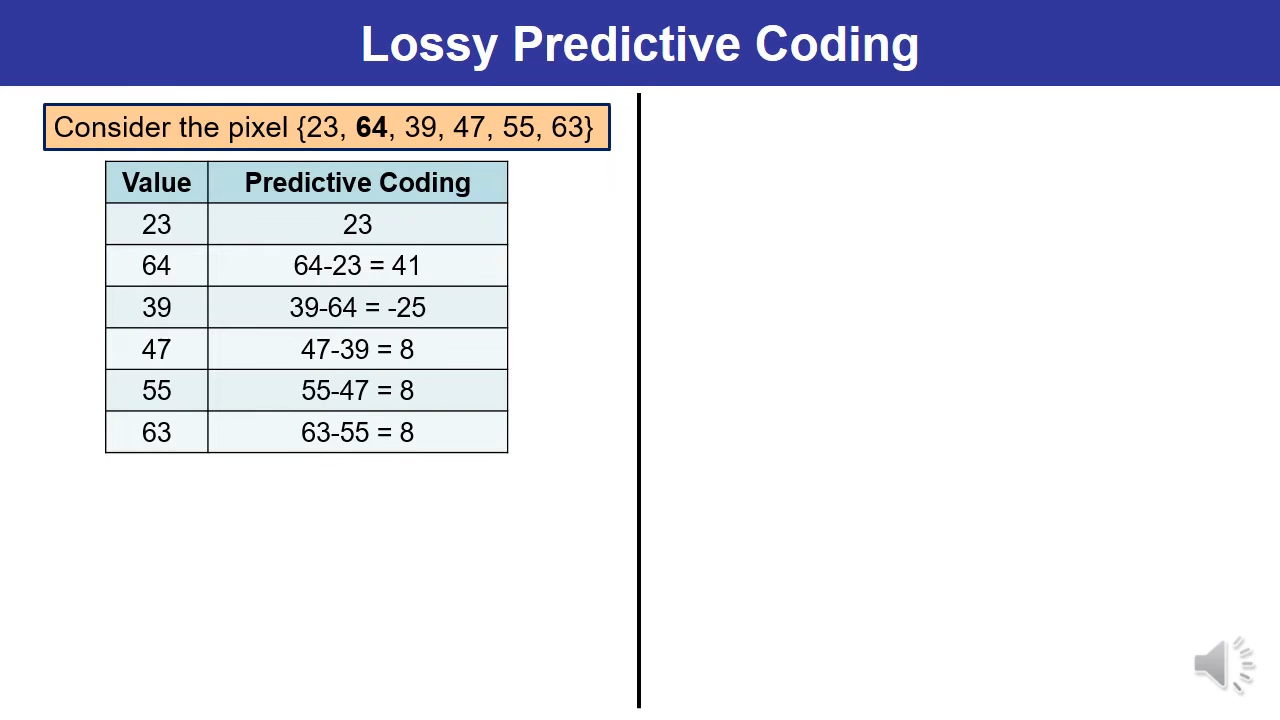 Lossy Predictive Coding
Consider the pixel {23, 64, 39, 47, 55, 63}
Value Predictive Coding
23 23
64 64-23 = 41
39 39-64 = -25
47 47-39 = 8
55 55-47 = 8
63 63-55 = 8